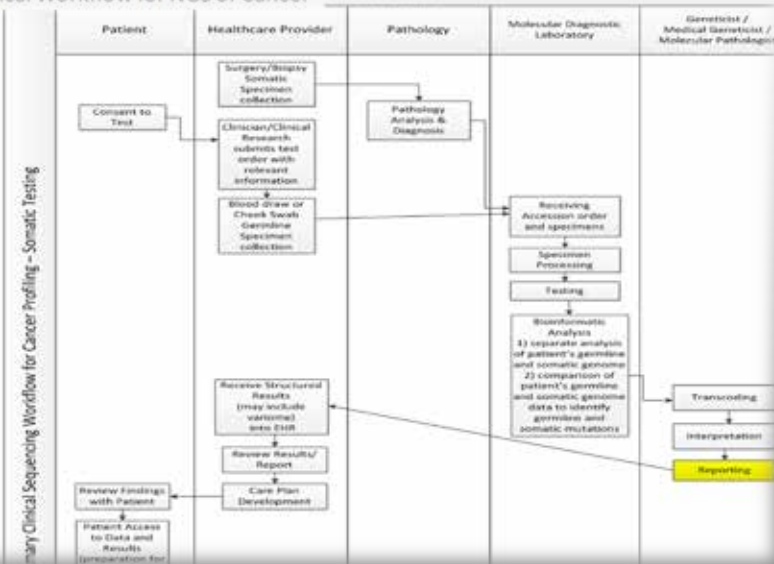 Patient
Healthcare Provider
Pathology
Molecular Diagnostic
Laboratory
Geneticist /
Medical Geneticist /
Molecular Pathologist
mary Clinical Sequencing Workflow for Cancer Profiling – Somatic Testing
Surgery/Biopsy
Somatic
Specimen
collection
Consent to
Test
Pathology
Analysis &
Diagnosis
Clinician/Clinical
Research
submits test
order with
relevant
information
Blood draw or
Cheek Swab
Germline
Specimen
collection
Receiving
Accession order
and specimens
Specimen
Processing
Testing
Bioinformatic
Analysis
1) separate analysis
of patient's germline
and somatic genome
2) comparison of
patient's germline
and somatic genome
data to identify
germline and
somatic mutations
Transcoding
Interpretation
Reporting
Receive Structured
Results
(may include
variome)
into EHR
Review Results/
Report
Care Plan
Development
Review Findings
with Patient
Patient Access
to Data and
Results
(preparation for